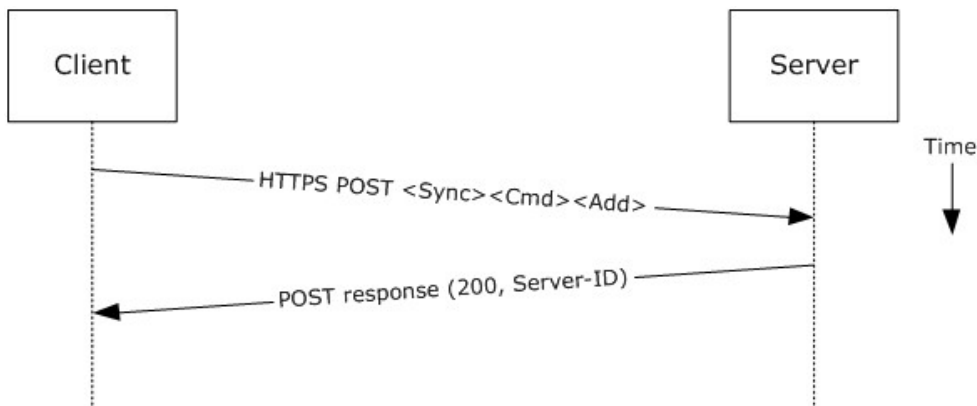 Client
Server
Time
HTTPS POST <Sync><Cmd><Add>
POST response (200, Server-ID)